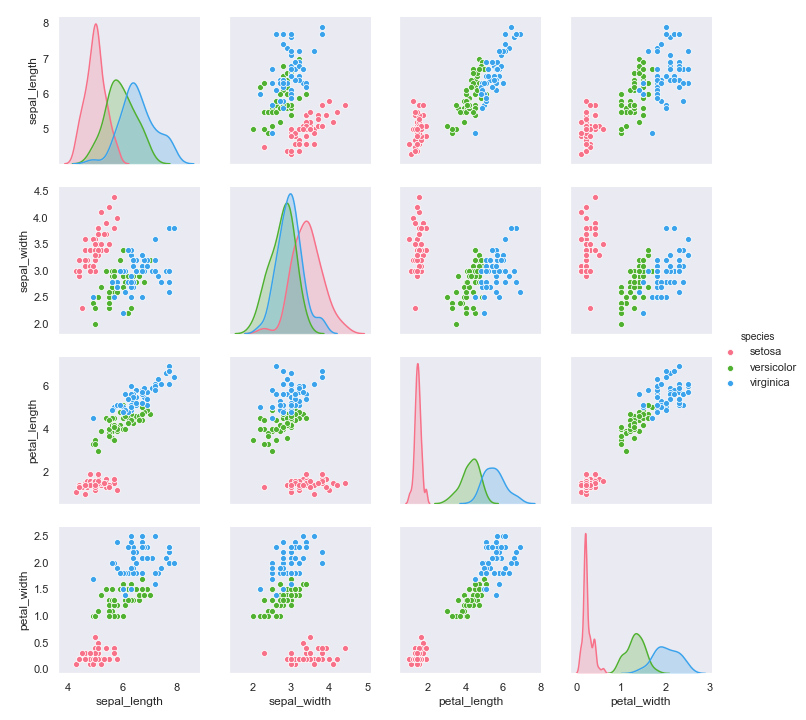 sepal_length
8
7
6
5
sepal_width
4.5
4.0
3.5
3.0
2.5
2.0
species
setosa
versicolor
virginica
petal_length
6
4
2
petal_width
2.5
2.0
1.5
1.0
0.5
0.0
4 6 8
2 3 4 5
2 4 6 8
0 1 2 3
sepal_length
sepal_width
petal_length
petal_width